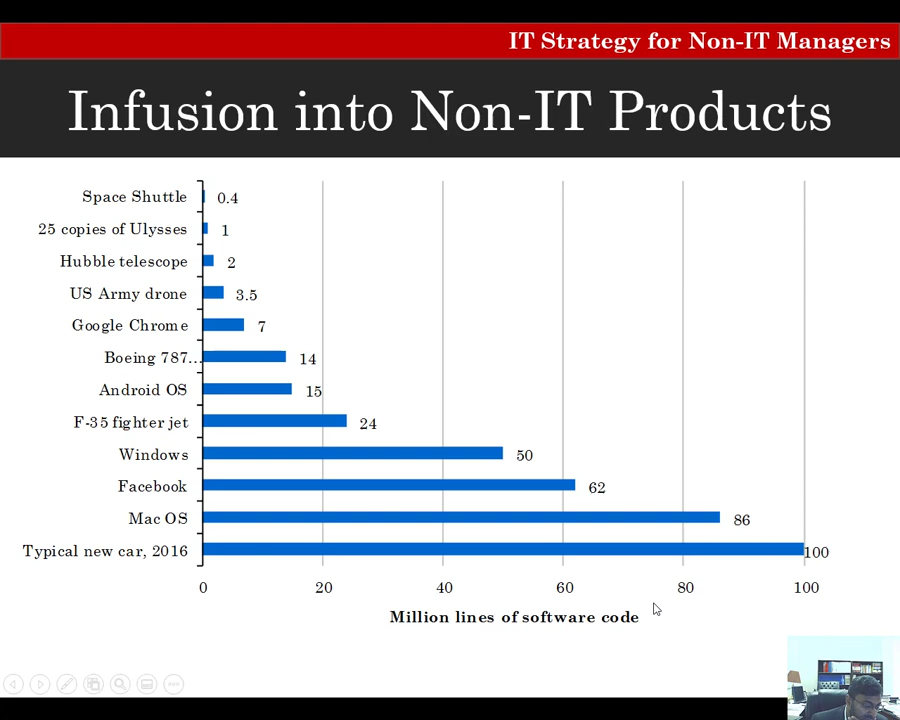 IT Strategy for Non-IT Managers
Infusion into Non-IT Products
Space Shuttle 0.4
25 copies of Ulysses 1
Hubble telescope 2
US Army drone 3.5
Google Chrome 7
Boeing 787... 14
Android OS 15
F-35 fighter jet 24
Windows 50
Facebook 62
Mac OS 86
Typical new car, 2016 100
0 20 40 60 80 100
Million lines of software code